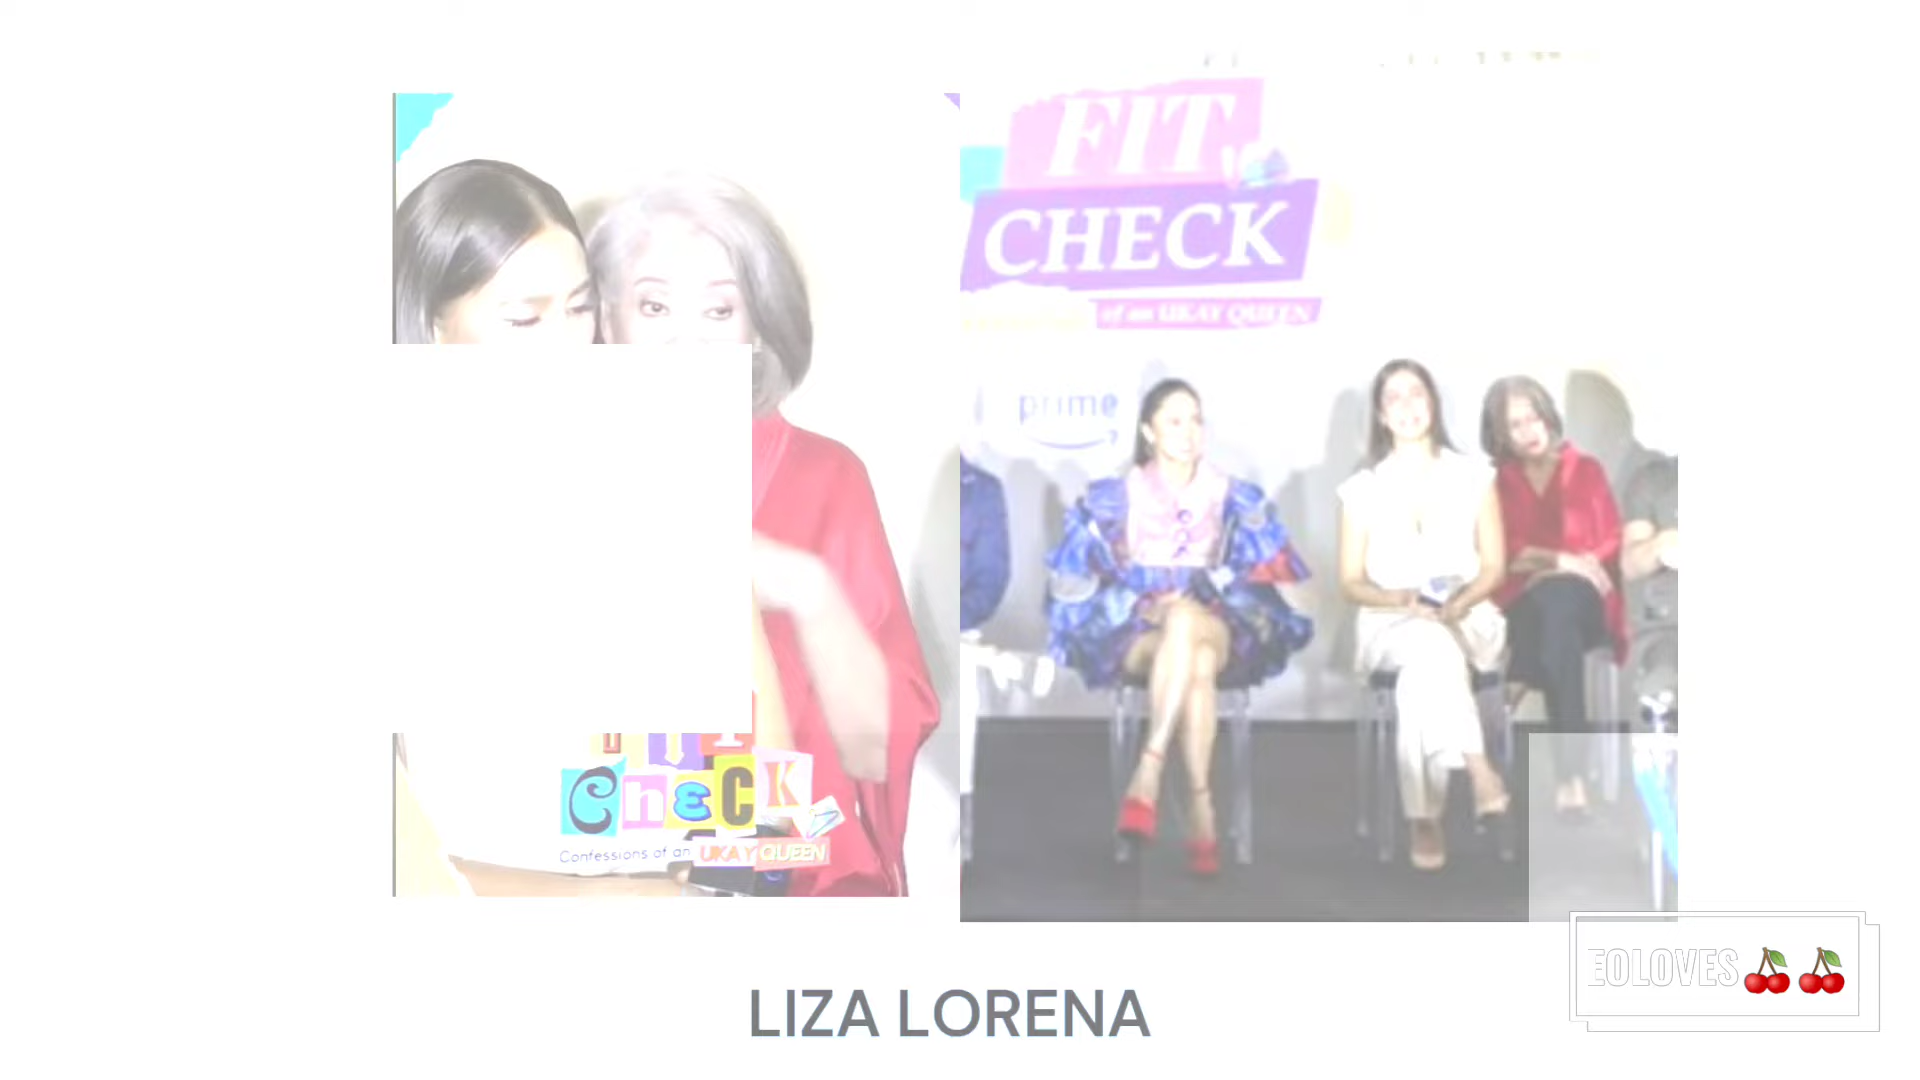 FIT
CHECK
of an UKAY QUEEN
prime
CHECK
Confessions of an UKAY QUEEN
LIZA LORENA
EOLOVES